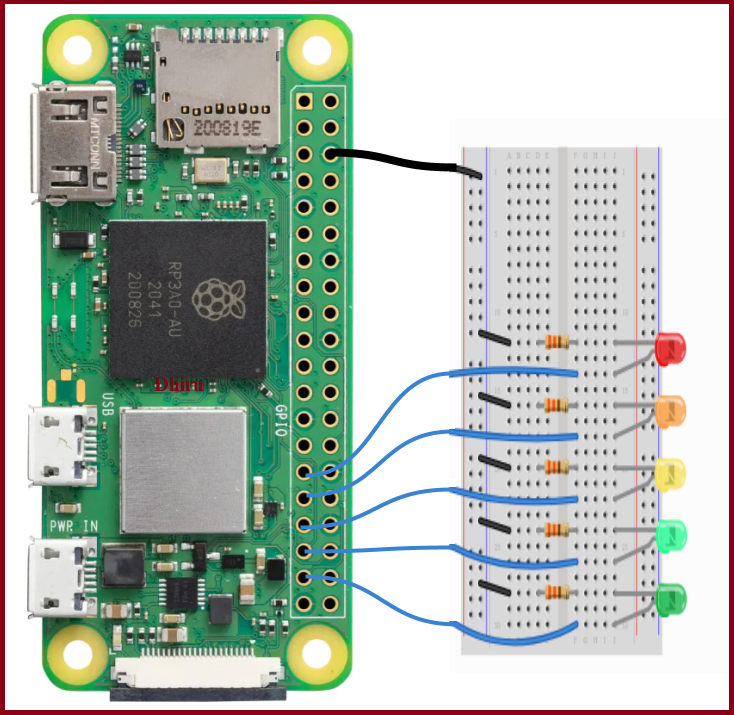 200819E
MTCONN
RP3A0-AU
2041
200826
Dhiru
USB
GPIO
PWR IN
A B C D E
F G H I J
F G H I J